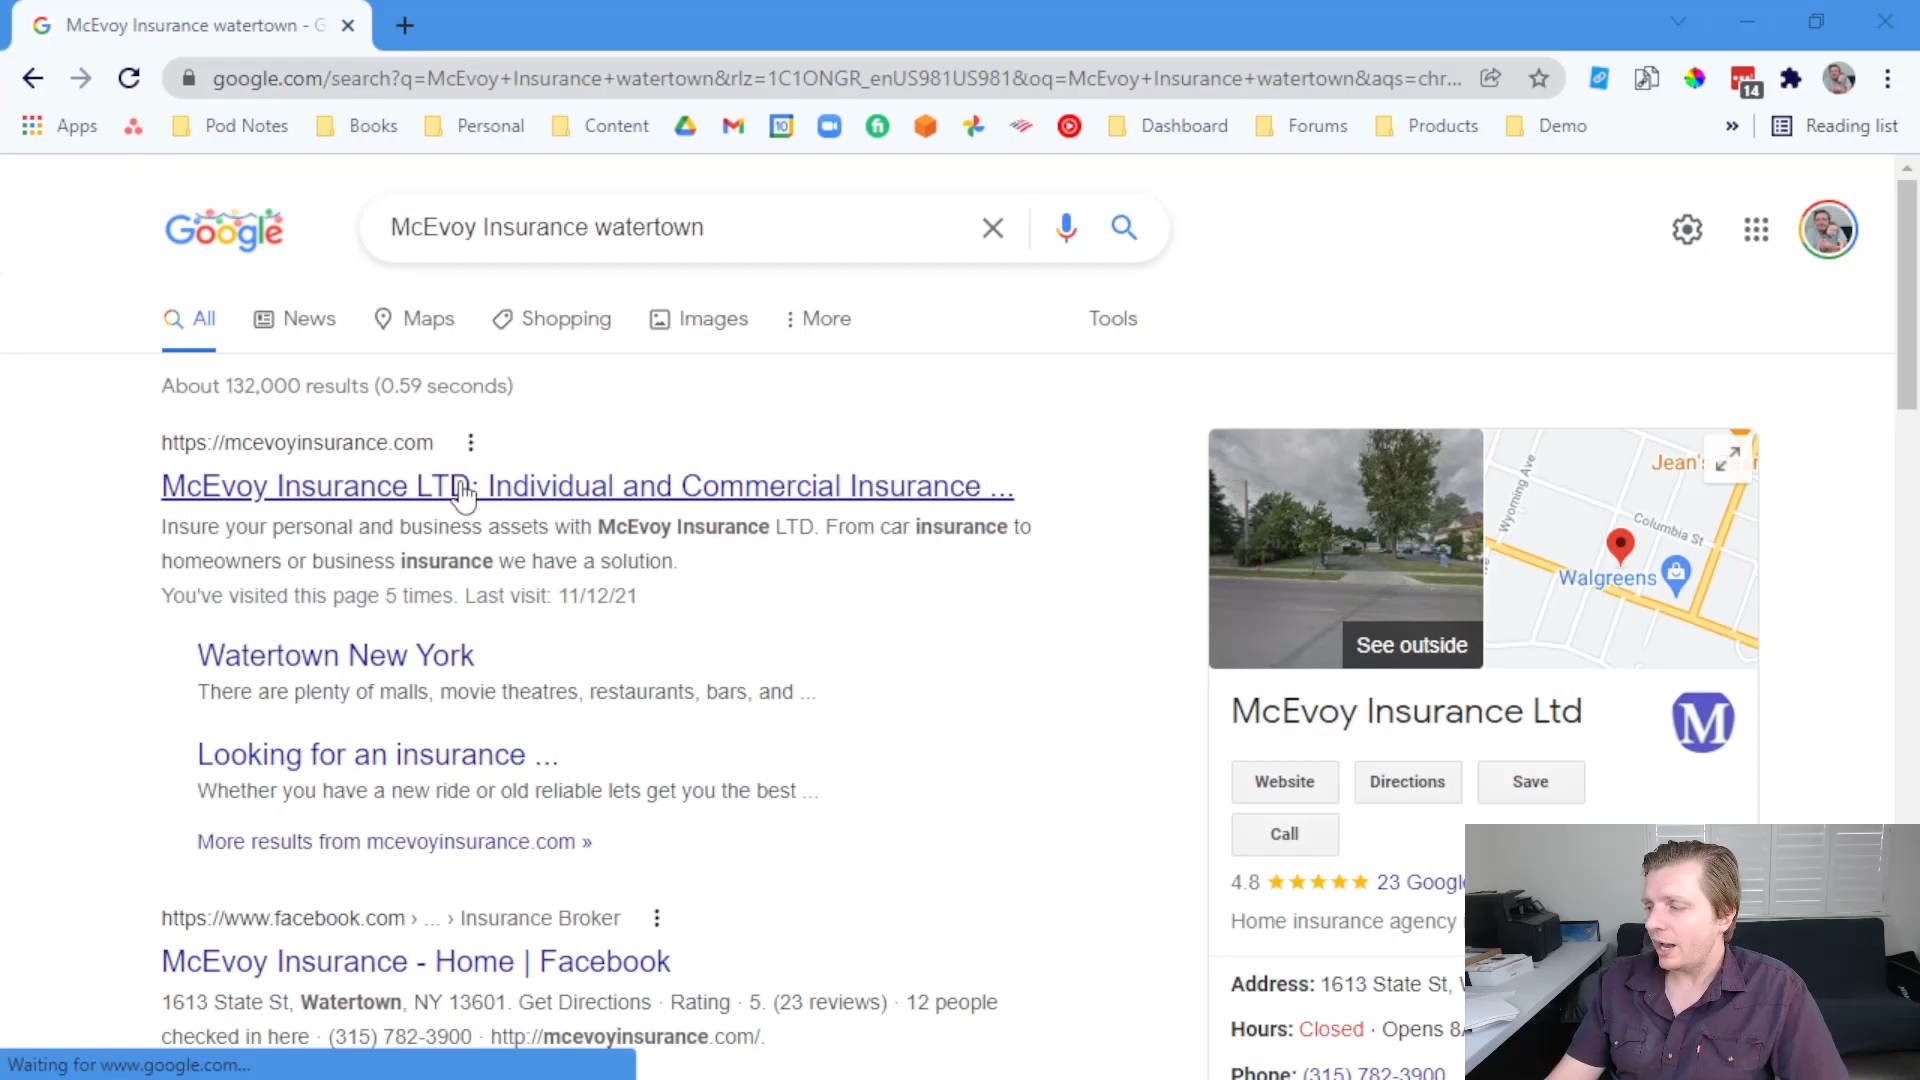 McEvoy Insurance watertown - G
google.com/search?q=McEvoy+Insurance+watertown&rlz=1C1ONGR_enUS981US981&oq=McEvoy+Insurance+watertown&aqs=chr...
14
Apps
Pod Notes
Books
Personal
Content
10
Dashboard
Forums
Products
Demo
»
Reading list
Google
McEvoy Insurance watertown
All
News
Maps
Shopping
Images
More
Tools
About 132,000 results (0.59 seconds)
https://mcevoyinsurance.com
McEvoy Insurance LTD: Individual and Commercial Insurance ...
Insure your personal and business assets with McEvoy Insurance LTD. From car insurance to
homeowners or business insurance we have a solution.
You've visited this page 5 times. Last visit: 11/12/21
Watertown New York
There are plenty of malls, movie theatres, restaurants, bars, and ...
Looking for an insurance ...
Whether you have a new ride or old reliable lets get you the best ...
More results from mcevoyinsurance.com »
https://www.facebook.com › ... › Insurance Broker
McEvoy Insurance - Home | Facebook
1613 State St, Watertown, NY 13601. Get Directions · Rating · 5. (23 reviews) · 12 people
checked in here · (315) 782-3900 · http://mcevoyinsurance.com/.
Waiting for www.google.com...
See outside
Wyoming Ave
Columbia St
Jean's
Walgreens
McEvoy Insurance Ltd
M
Website
Directions
Save
Call
4.8
23 Google
Home insurance agency
Address: 1613 State St,
Hours: Closed · Opens 8
Phone: (315) 782-3900